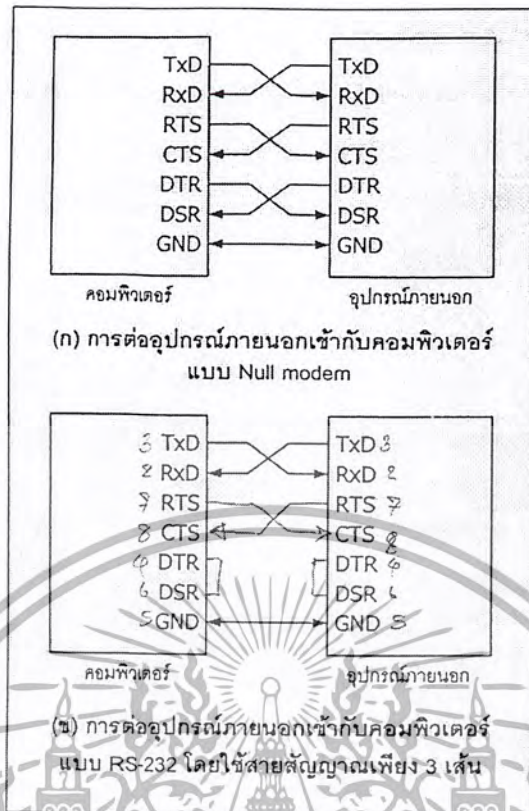 TxD TxD
RxD RxD
RTS RTS
CTS CTS
DTR DTR
DSR DSR
GND GND
คอมพิวเตอร์ อุปกรณ์ภายนอก
(ก) การต่ออุปกรณ์ภายนอกเข้ากับคอมพิวเตอร์
แบบ Null modem
3 TxD TxD 3
2 RxD RxD 2
7 RTS RTS 7
8 CTS CTS 8
4 DTR DTR 4
6 DSR DSR 6
5 GND GND 5
คอมพิวเตอร์ อุปกรณ์ภายนอก
(ข) การต่ออุปกรณ์ภายนอกเข้ากับคอมพิวเตอร์
แบบ RS-232 โดยใช้สายสัญญาณเพียง 3 เส้น